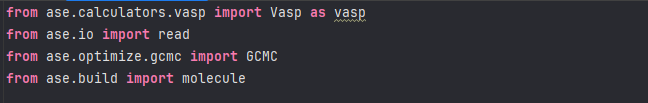 from ase.calculators.vasp import Vasp as vasp
from ase.io import read
from ase.optimize.gcmc import GCMC
from ase.build import molecule